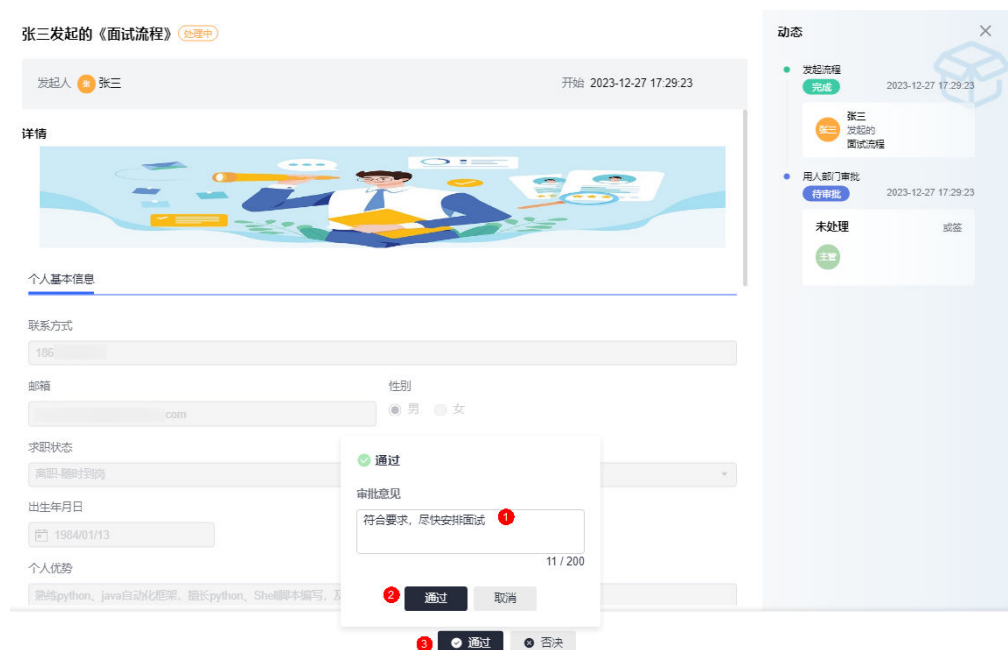 张三发起的《面试流程》 处理中
发起人 张 张三
开始 2023-12-27 17:29:23
详情
个人基本信息
联系方式
186
邮箱
性别
com
男 女
求职状态
离职-随时到岗
出生年月日
1984/01/13
个人优势
熟练python、java自动化框架，擅长python、Shell脚本编写，及
通过
审批意见
符合要求，尽快安排面试 1
11 / 200
2 通过 取消
3 通过 否决
动态
发起流程
完成 2023-12-27 17:29:23
张三
张三
发起的
面试流程
用人部门审批
待审批 2023-12-27 17:29:23
未处理 或签
主管